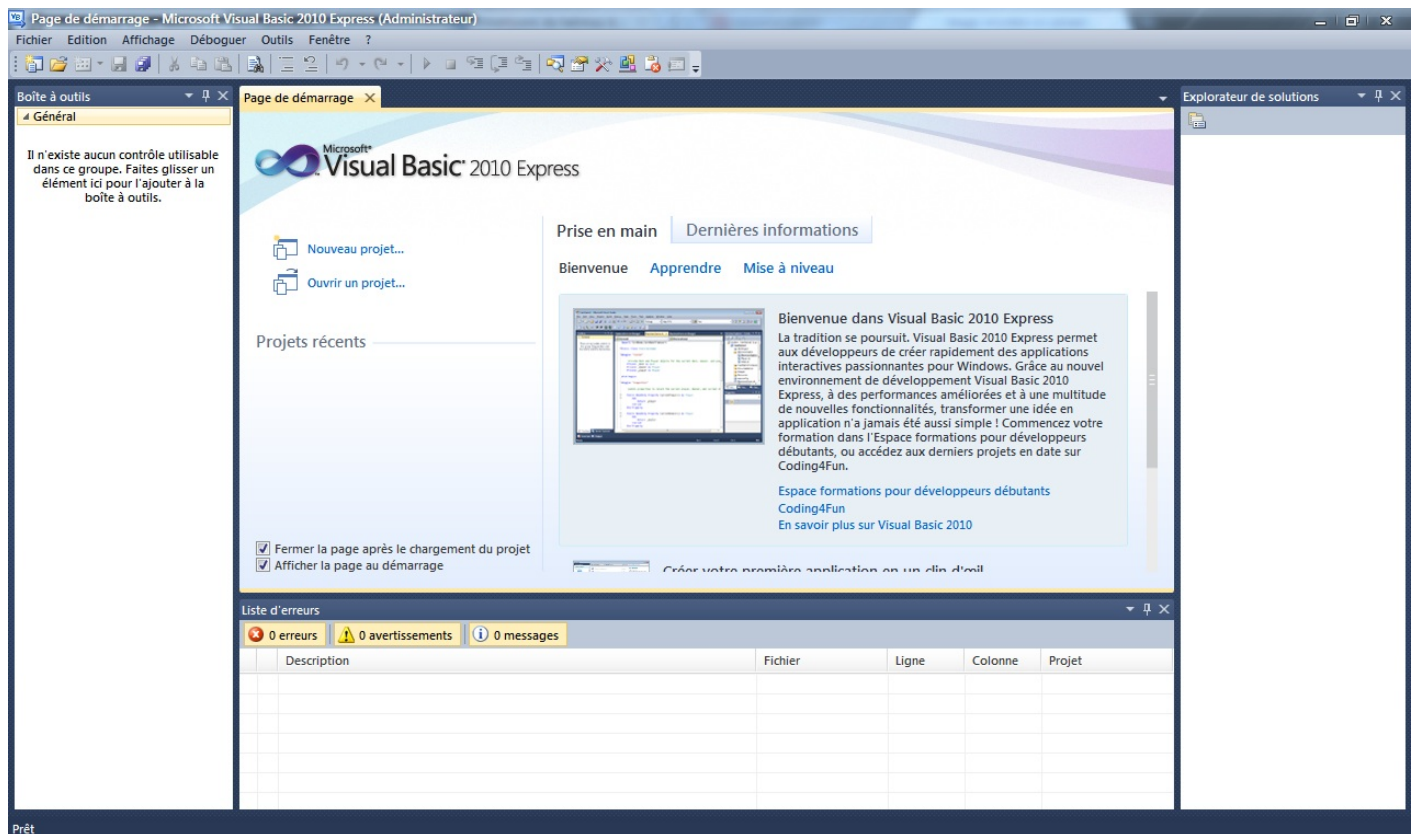 Page de démarrage - Microsoft Visual Basic 2010 Express (Administrateur)
Fichier Edition Affichage Déboguer Outils Fenêtre ?
Boîte à outils
Général
Il n'existe aucun contrôle utilisable
dans ce groupe. Faites glisser un
élément ici pour l'ajouter à la
boîte à outils.
Page de démarrage
Microsoft
Visual Basic 2010 Express
Nouveau projet...
Ouvrir un projet...
Projets récents
Fermer la page après le chargement du projet
Afficher la page au démarrage
Prise en main Dernières informations
Bienvenue Apprendre Mise à niveau
Bienvenue dans Visual Basic 2010 Express
La tradition se poursuit. Visual Basic 2010 Express permet
aux développeurs de créer rapidement des applications
interactives passionnantes pour Windows. Grâce au nouvel
environnement de développement Visual Basic 2010
Express, à des performances améliorées et à une multitude
de nouvelles fonctionnalités, transformer une idée en
application n'a jamais été aussi simple ! Commencez votre
formation dans l'Espace formations pour développeurs
débutants, ou accédez aux derniers projets en date sur
Coding4Fun.
Espace formations pour développeurs débutants
Coding4Fun
En savoir plus sur Visual Basic 2010
Créer votre première application en un clin d'œil
Explorateur de solutions
Liste d'erreurs
0 erreurs 0 avertissements 0 messages
Description Fichier Ligne Colonne Projet
Prêt